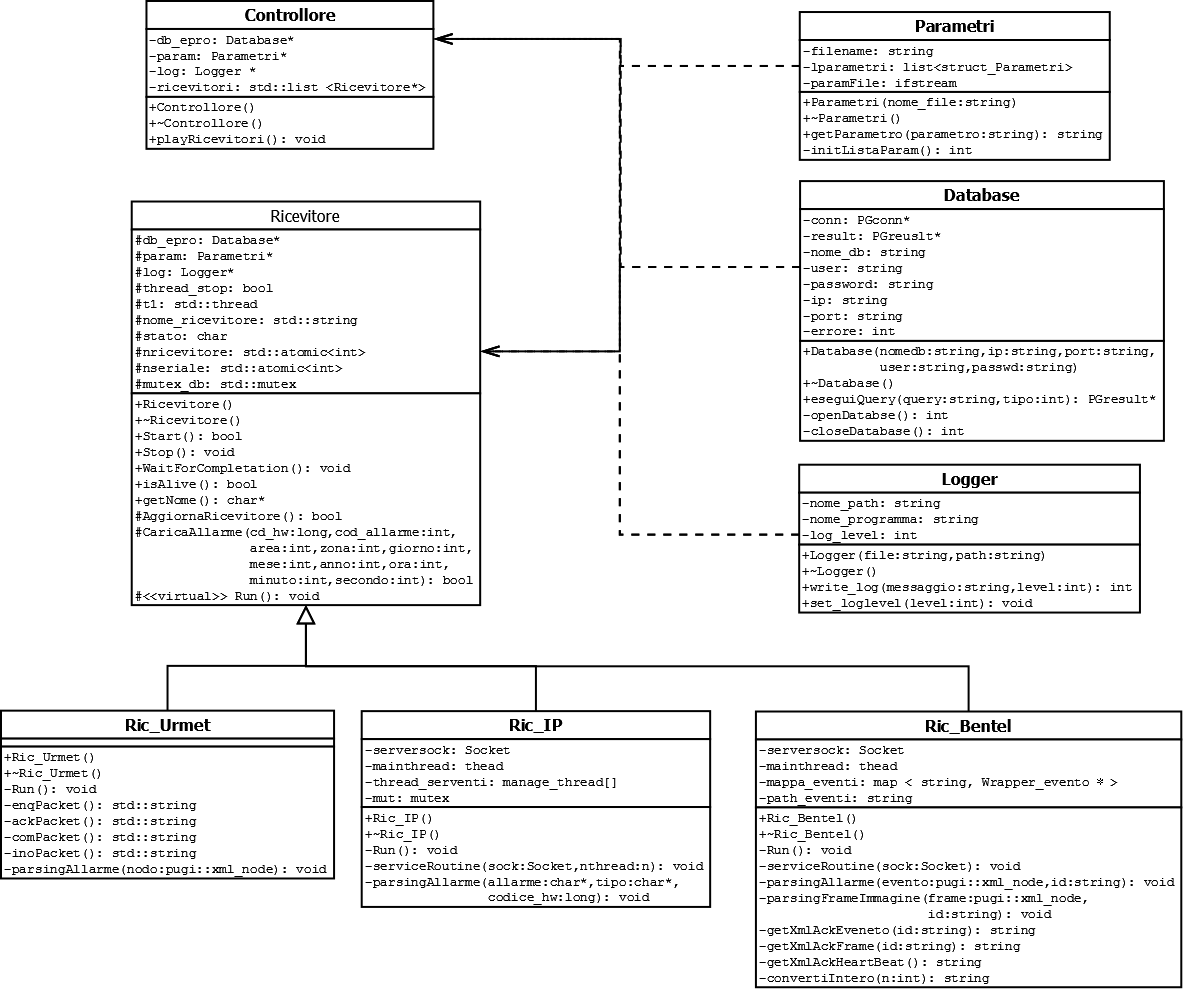 Controllore
-db_epro: Database*
-param: Parametri*
-log: Logger *
-ricevitori: std::list <Ricevitore*>
+Controllore()
+~Controllore()
+playRicevitori(): void
Parametri
-filename: string
-lparametri: list<struct_Parametri>
-paramFile: ifstream
+Parametri(nome_file:string)
+~Parametri()
+getParametro(parametro:string): string
-initListaParam(): int
Ricevitore
#db_epro: Database*
#param: Parametri*
#log: Logger*
#thread_stop: bool
#t1: std::thread
#nome_ricevitore: std::string
#stato: char
#nricevitore: std::atomic<int>
#nseriale: std::atomic<int>
#mutex_db: std::mutex
+Ricevitore()
+~Ricevitore()
+Start(): bool
+Stop(): void
+WaitForCompletation(): void
+isAlive(): bool
+getNome(): char*
#AggiornaRicevitore(): bool
#CaricaAllarme(cd_hw:long,cod_allarme:int,
area:int,zona:int,giorno:int,
mese:int,anno:int,ora:int,
minuto:int,secondo:int): bool
#<<virtual>> Run(): void
Database
-conn: PGconn*
-result: PGreuslt*
-nome_db: string
-user: string
-password: string
-ip: string
-port: string
-errore: int
+Database(nomedb:string,ip:string,port:string,
user:string,passwd:string)
+~Database()
+eseguiQuery(query:string,tipo:int): PGresult*
-openDatabse(): int
-closeDatabase(): int
Logger
-nome_path: string
-nome_programma: string
-log_level: int
+Logger(file:string,path:string)
+~Logger()
+write_log(messaggio:string,level:int): int
+set_loglevel(level:int): void
Ric_Urmet
+Ric_Urmet()
+~Ric_Urmet()
-Run(): void
-enqPacket(): std::string
-ackPacket(): std::string
-comPacket(): std::string
-inoPacket(): std::string
-parsingAllarme(nodo:pugi::xml_node): void
Ric_IP
-serversock: Socket
-mainthread: thead
-thread_serventi: manage_thread[]
-mut: mutex
+Ric_IP()
+~Ric_IP()
-Run(): void
-serviceRoutine(sock:Socket,nthread:n): void
-parsingAllarme(allarme:char*,tipo:char*,
codice_hw:long): void
Ric_Bentel
-serversock: Socket
-mainthread: thead
-mappa_eventi: map < string, Wrapper_evento * >
-path_eventi: string
+Ric_Bentel()
+~Ric_Bentel()
-Run(): void
-serviceRoutine(sock:Socket): void
-parsingAllarme(evento:pugi::xml_node,id:string): void
-parsingFrameImmagine(frame:pugi::xml_node,
id:string): void
-getXmlAckEveneto(id:string): string
-getXmlAckFrame(id:string): string
-getXmlAckHeartBeat(): string
-convertiIntero(n:int): string